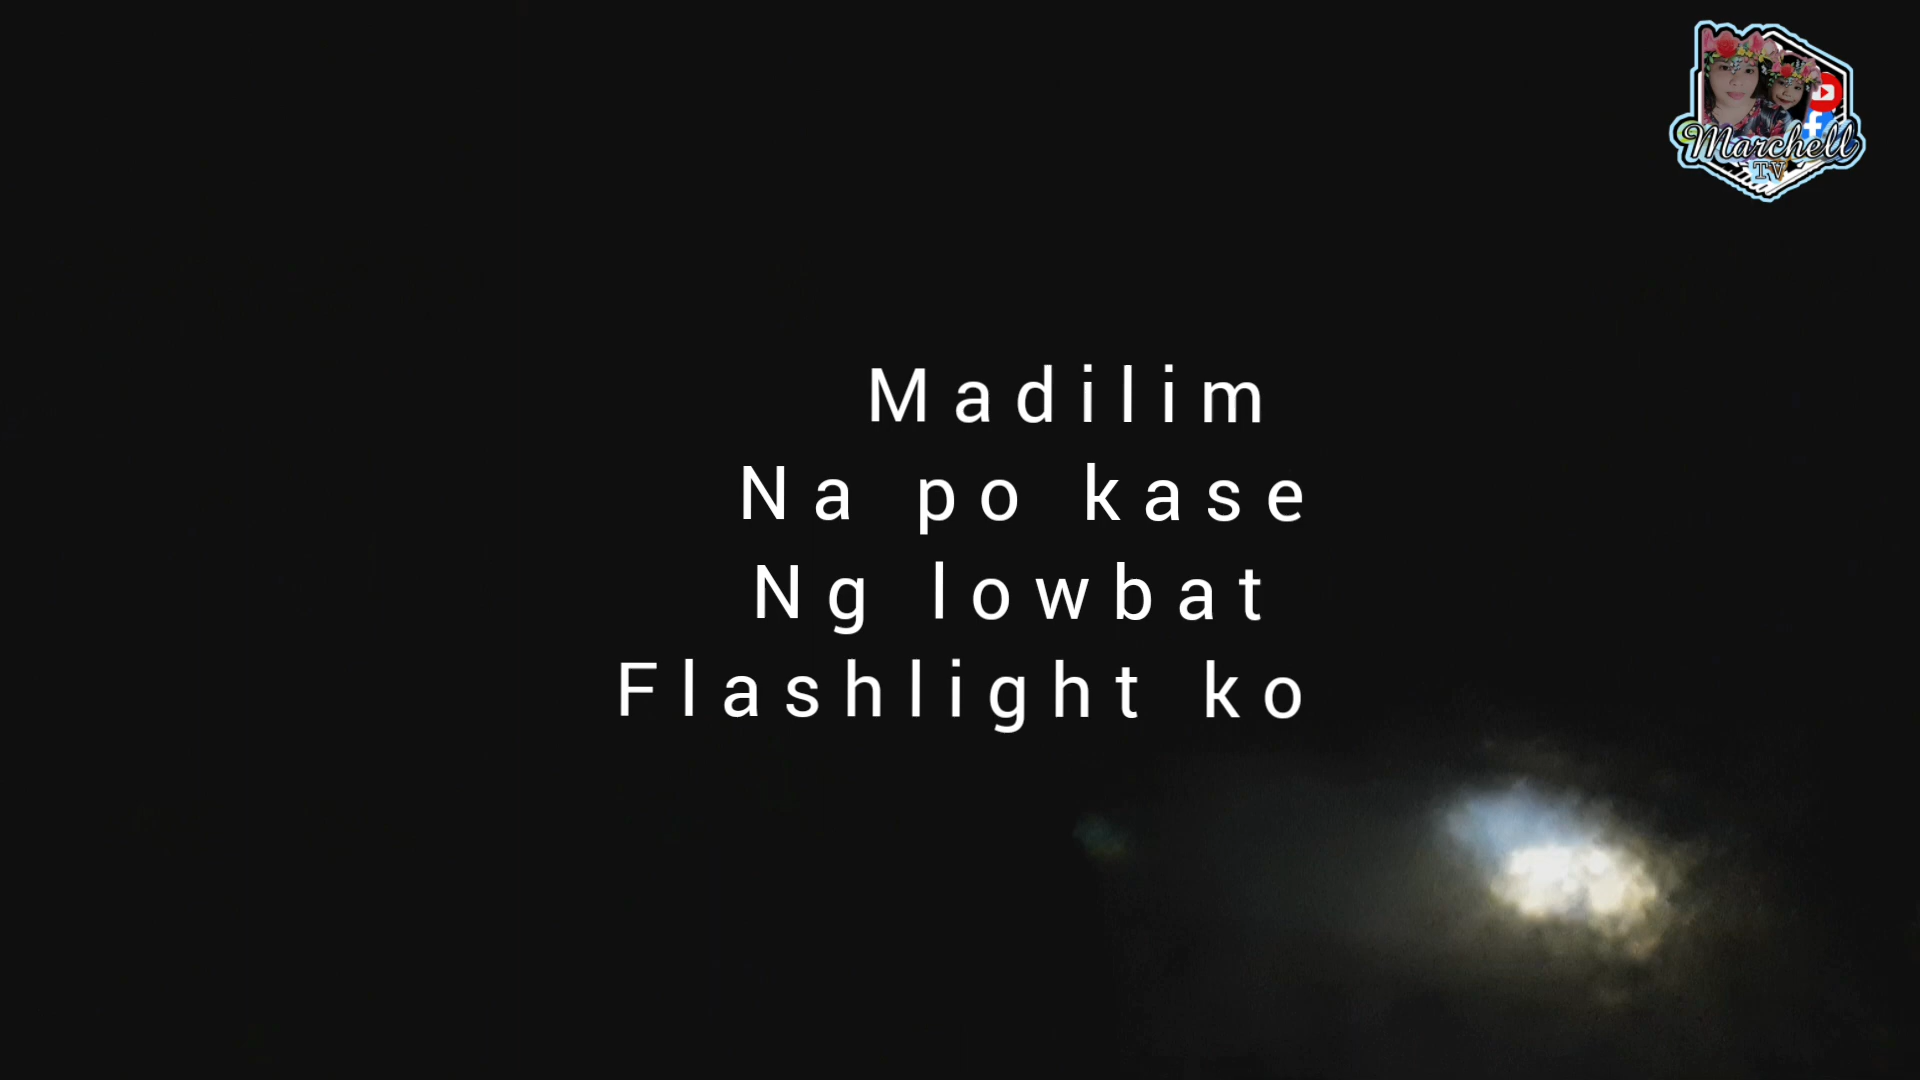 Marchell
TV
Madilim
Na po kase
Ng lowbat
Flashlight ko